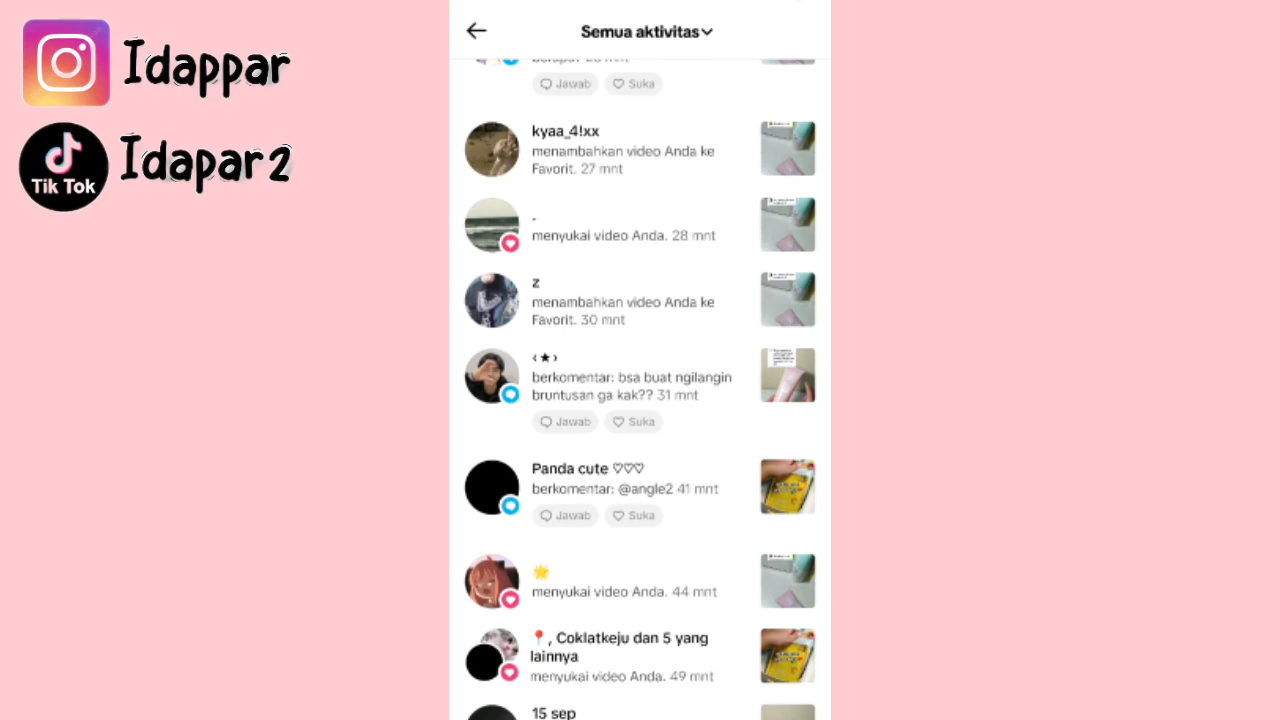 Idappar
Tik Tok
Idapar2
Semua aktivitas
Jawab
Suka
kyaa_4!xx
menambahkan video Anda ke
Favorit. 27 mnt
-
menyukai video Anda. 28 mnt
z
menambahkan video Anda ke
Favorit. 30 mnt
‹★›
berkomentar: bsa buat ngilangin
bruntusan ga kak?? 31 mnt
Jawab
Suka
Panda cute ♡♡♡
berkomentar: @angle2 41 mnt
Jawab
Suka
🌟
menyukai video Anda. 44 mnt
📍, Coklatkeju dan 5 yang
lainnya
menyukai video Anda. 49 mnt
15 sep